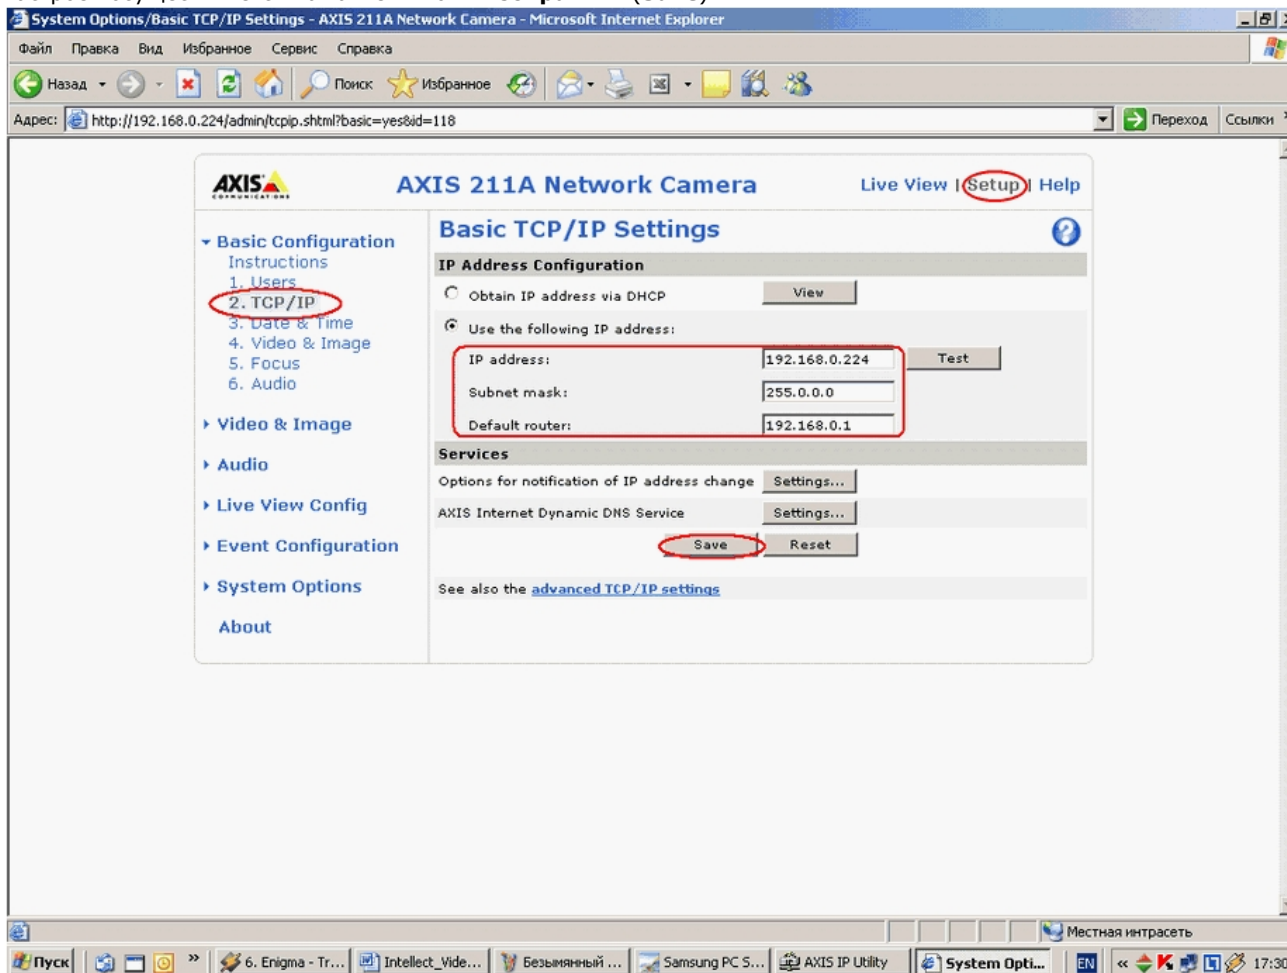 System Options/Basic TCP/IP Settings - AXIS 211A Network Camera - Microsoft Internet Explorer
Файл Правка Вид Избранное Сервис Справка
Назад Поиск Избранное
Адрес: http://192.168.0.224/admin/tcpip.shtml?basic=yes&id=118 Переход Ссылки
AXIS COMMUNICATIONS
AXIS 211A Network Camera
Live View | Setup | Help
Basic Configuration
Instructions
1. Users
2. TCP/IP
3. Date & Time
4. Video & Image
5. Focus
6. Audio
Video & Image
Audio
Live View Config
Event Configuration
System Options
About
Basic TCP/IP Settings
IP Address Configuration
Obtain IP address via DHCP View
Use the following IP address:
IP address: 192.168.0.224 Test
Subnet mask: 255.0.0.0
Default router: 192.168.0.1
Services
Options for notification of IP address change Settings...
AXIS Internet Dynamic DNS Service Settings...
Save Reset
See also the advanced TCP/IP settings
Местная интрасеть
Пуск » 6. Enigma - Tr... Intellect_Vide... Безымянный ... Samsung PC S... AXIS IP Utility System Opti... EN « 17:30